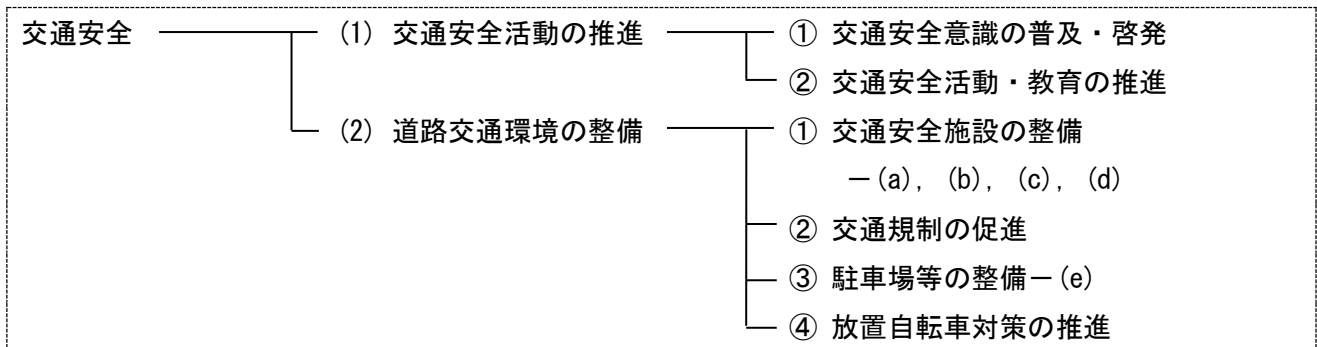 交通安全 (1) 交通安全活動の推進 ① 交通安全意識の普及・啓発
② 交通安全活動・教育の推進
(2) 道路交通環境の整備 ① 交通安全施設の整備
－(a), (b), (c), (d)
② 交通規制の促進
③ 駐車場等の整備－(e)
④ 放置自転車対策の推進